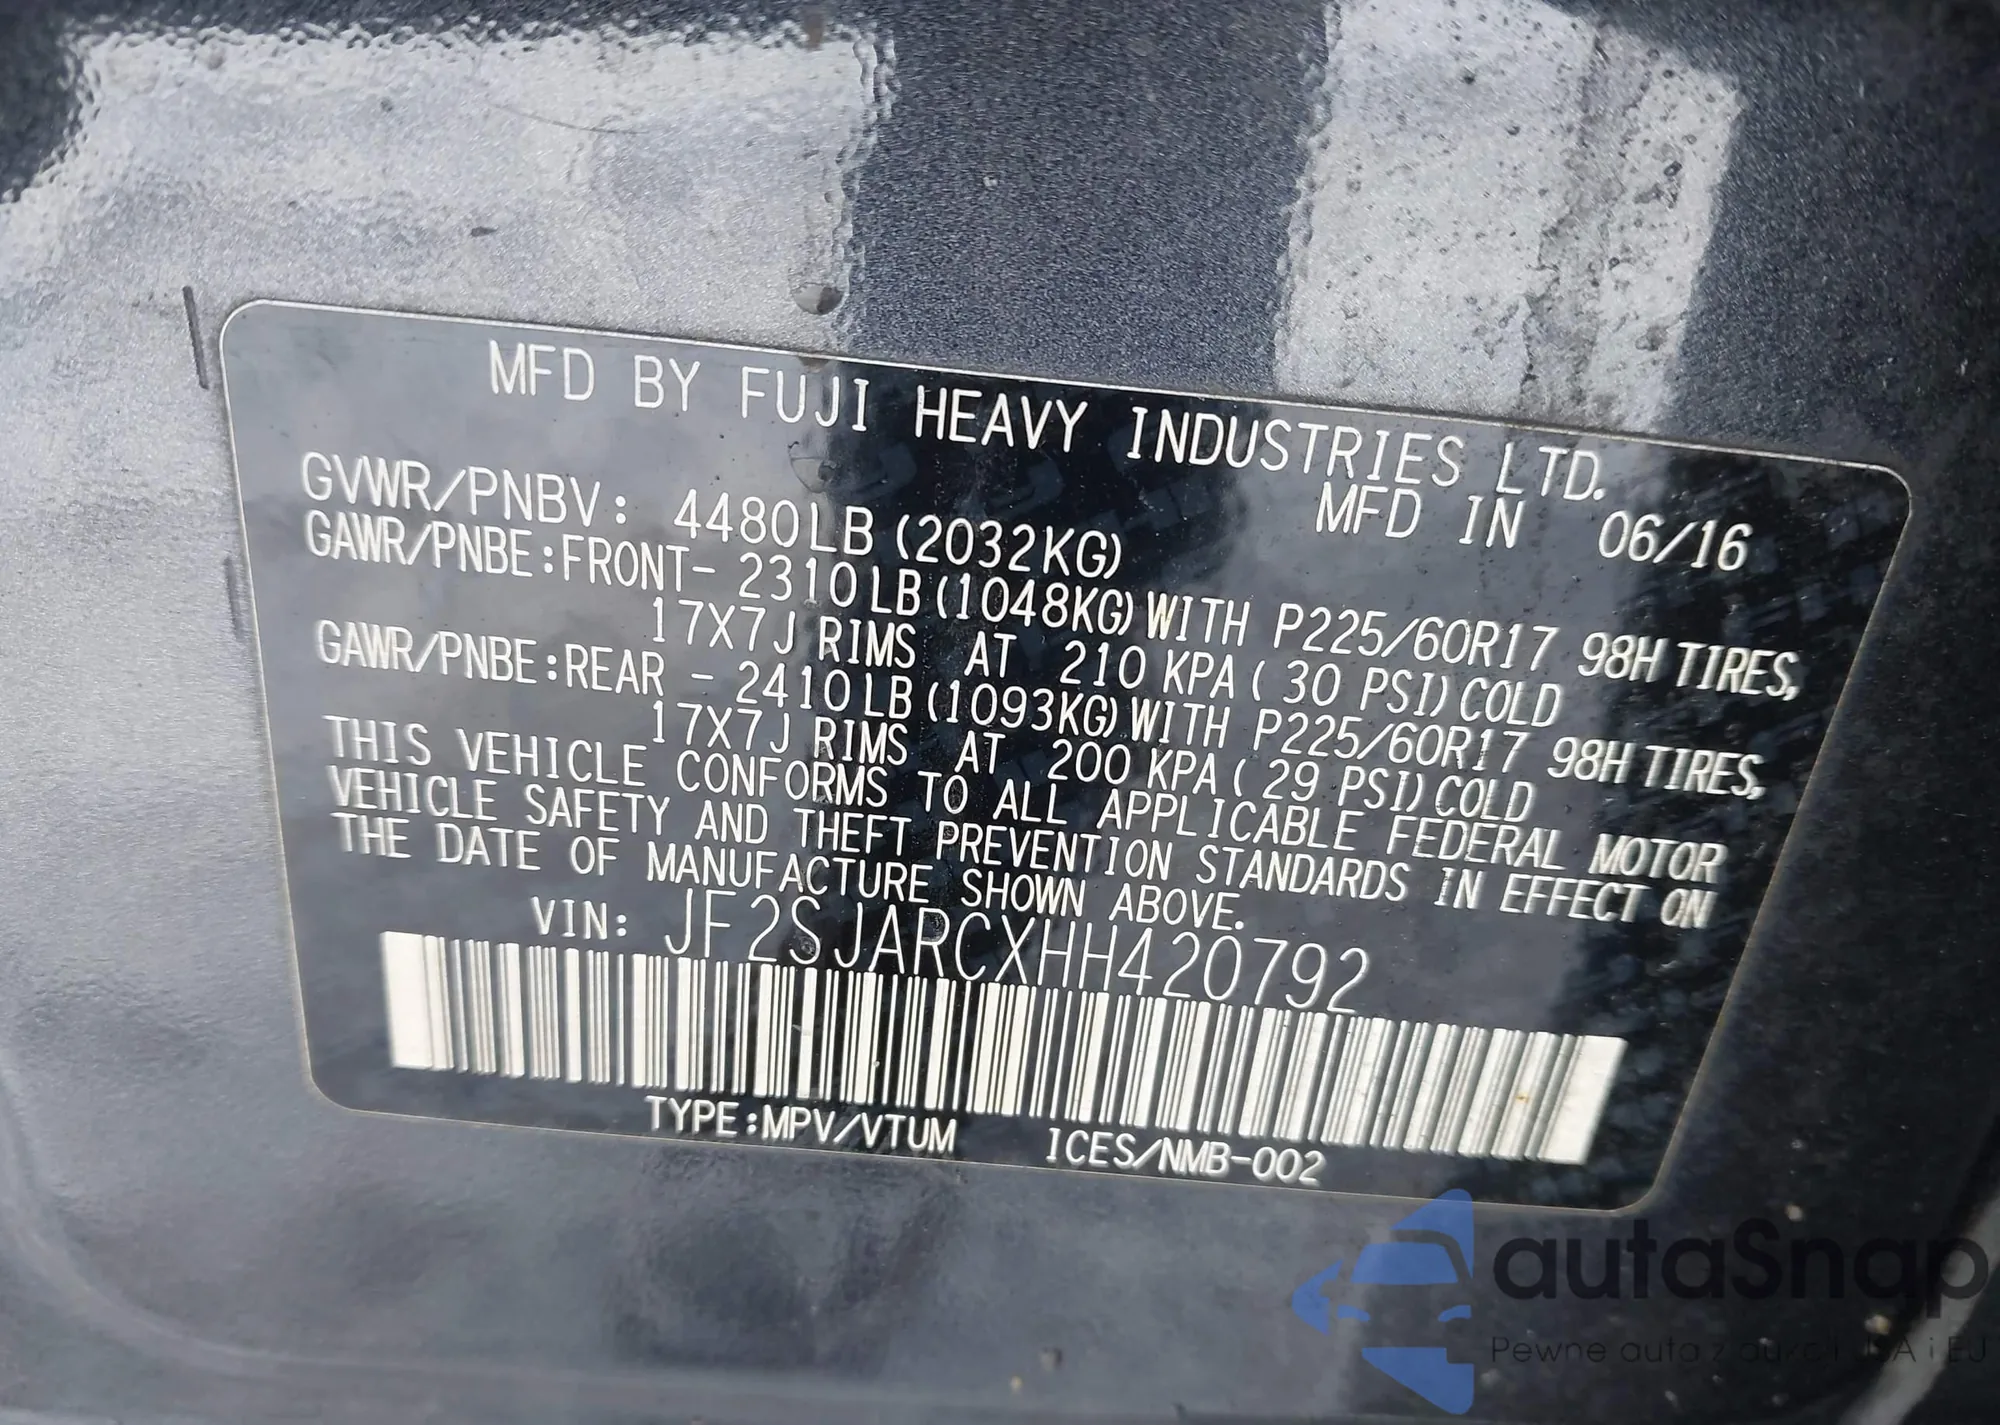 MFD BY FUJI HEAVY INDUSTRIES LTD.
MFD IN 06/16
GVWR/PNBV: 4480LB (2032KG)
GAWR/PNBE:FRONT- 2310LB (1048KG) WITH P225/60R17 98H TIRES,
17X7J RIMS AT 210 KPA ( 30 PSI) COLD
GAWR/PNBE:REAR - 2410LB (1093KG) WITH P225/60R17 98H TIRES,
17X7J RIMS AT 200 KPA ( 29 PSI) COLD
THIS VEHICLE CONFORMS TO ALL APPLICABLE FEDERAL MOTOR
VEHICLE SAFETY AND THEFT PREVENTION STANDARDS IN EFFECT ON
THE DATE OF MANUFACTURE SHOWN ABOVE.
VIN: JF2SJARCXHH420792
TYPE:MPV/VTUM ICES/NMB-002
autaSnap
Pewne auta z i EU